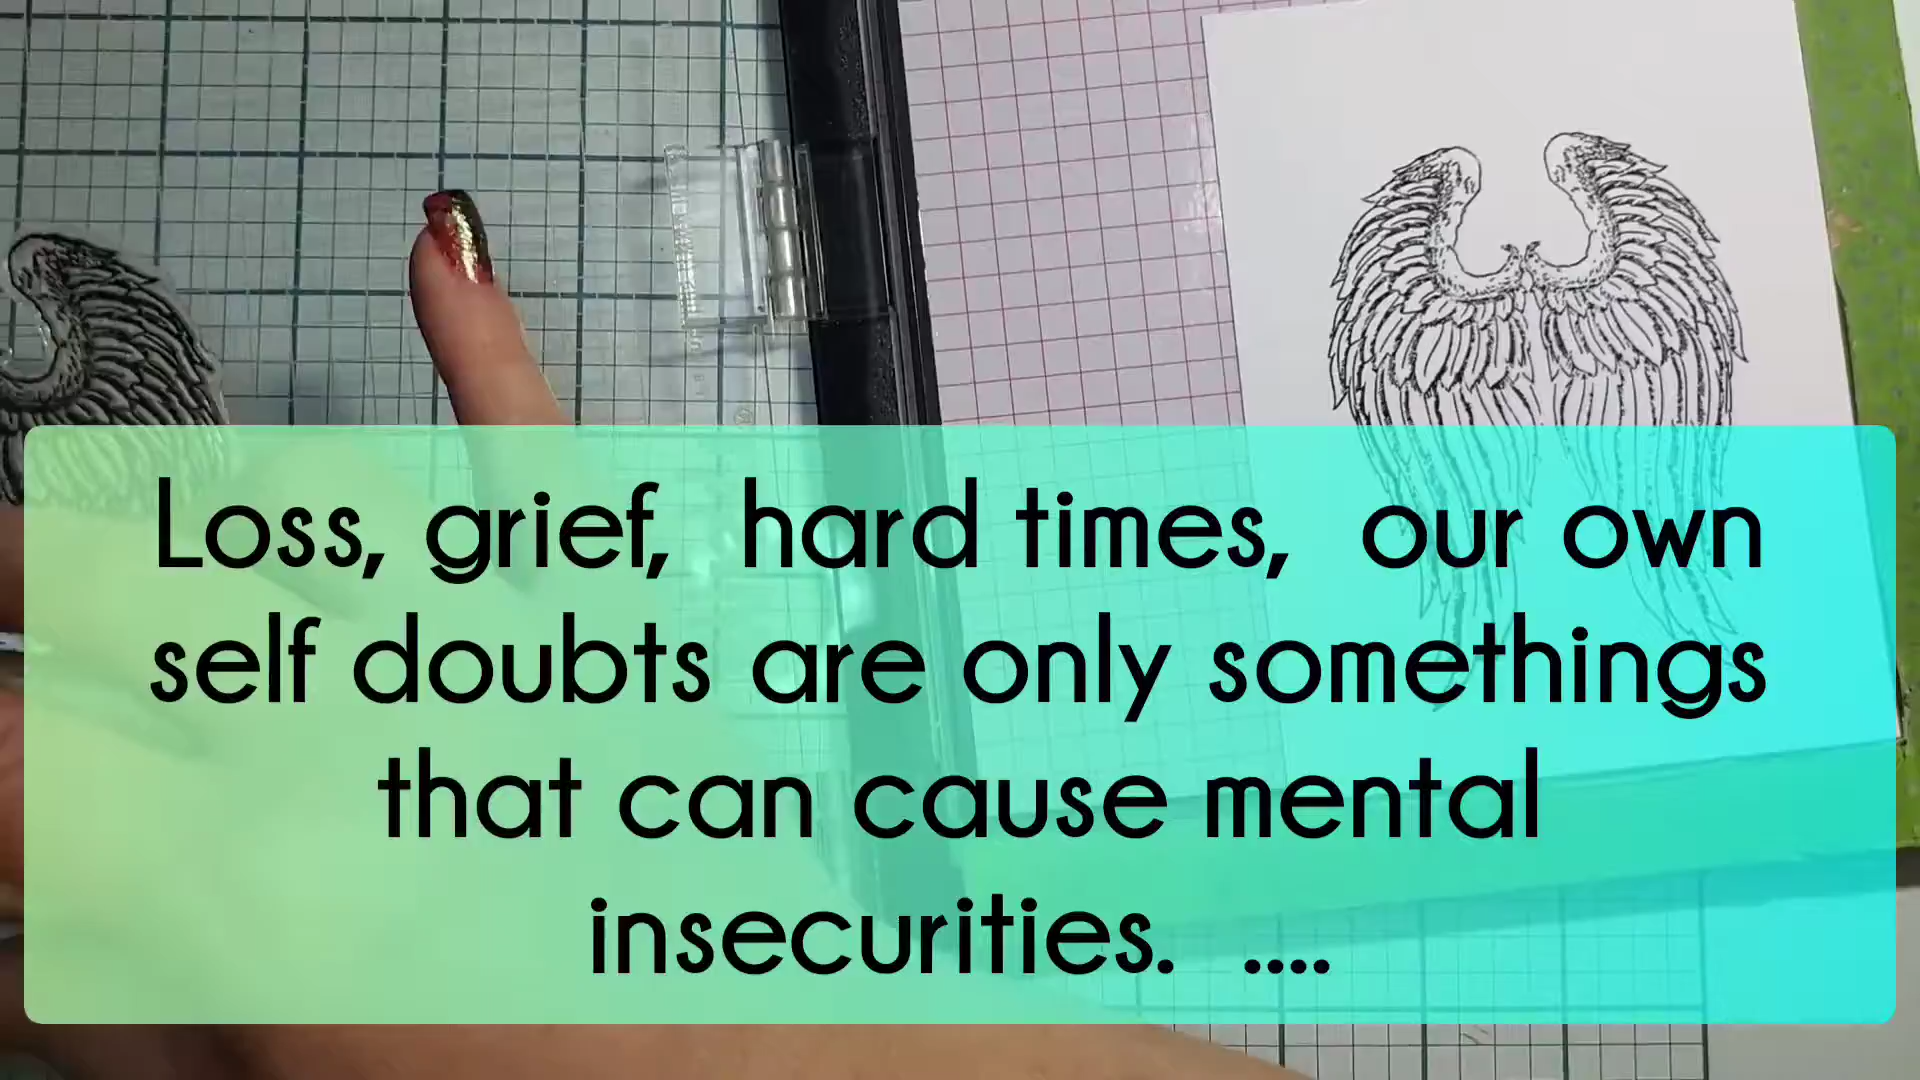 Loss, grief,  hard times,  our own
self doubts are only somethings
that can cause mental
insecurities.  ....